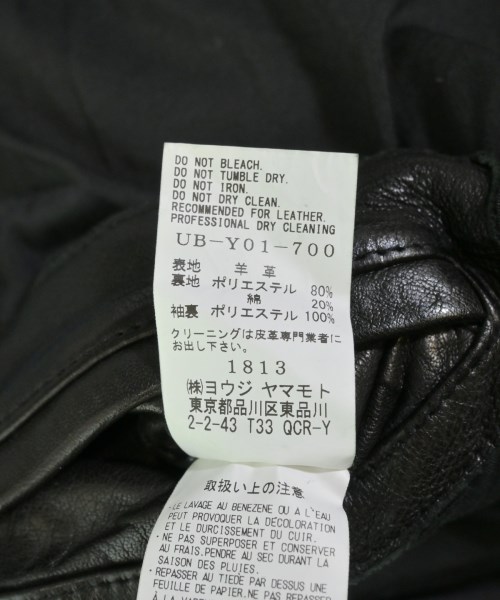 DO NOT BLEACH.
DO NOT TUMBLE DRY.
DO NOT IRON.
DO NOT DRY CLEAN.
RECOMMENDED FOR LEATHER.
PROFESSIONAL DRY CLEANING
UB-Y01-700
表地 羊 革
裏地 ポリエステル 80%
綿 20%
袖裏 ポリエステル 100%
クリーニングは皮革専門業者に
お出し下さい。
1813
㈱ヨウジ ヤマモト
東京都品川区東品川
2-2-43 T33 QCR-Y
取扱い上の注意
・LE LAVAGE AU BENEZENE OU A L'EAU
PEUT PROVOQUER LA DÉCOLORATION
ET LE DURCISSEMENT DU CUIR.
・NE PAS SUPERPOSER ET CONSERVER
AU FRAIS. PENDRE AU SEC DURANT LA
SAISON DES PLUIES.
・REPASSER AU TIEDE PAR DESSUS UNE
FEUILLE DE PAPIER. NE PAS REPASSER